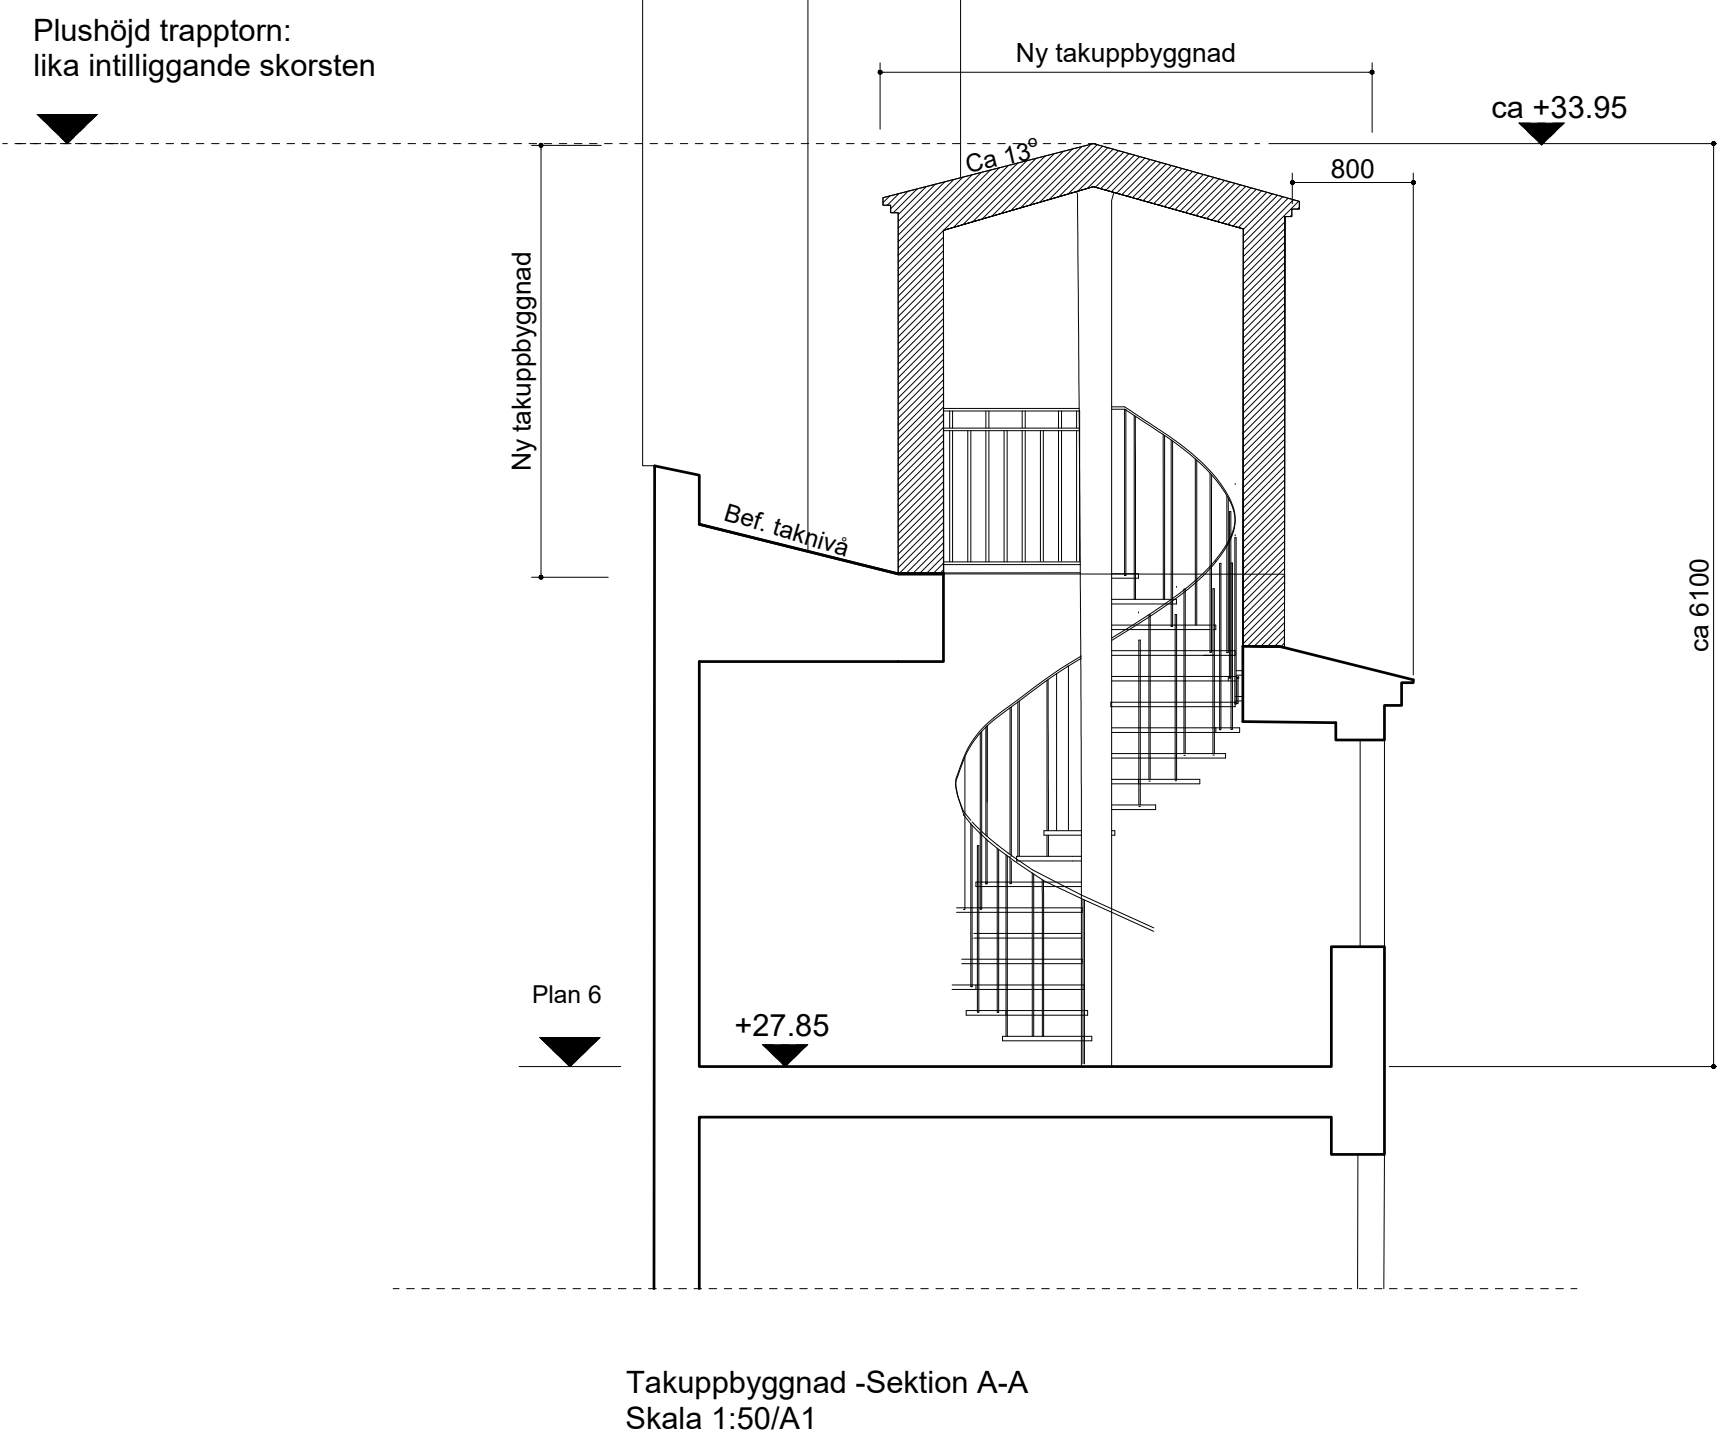 Plushöjd trapptorn:
lika intilliggande skorsten
Ny takuppbyggnad
ca +33.95
Ca 13°
800
Ny takuppbyggnad
Bef. taknivå
ca 6100
Plan 6
+27.85
Takuppbyggnad -Sektion A-A
Skala 1:50/A1